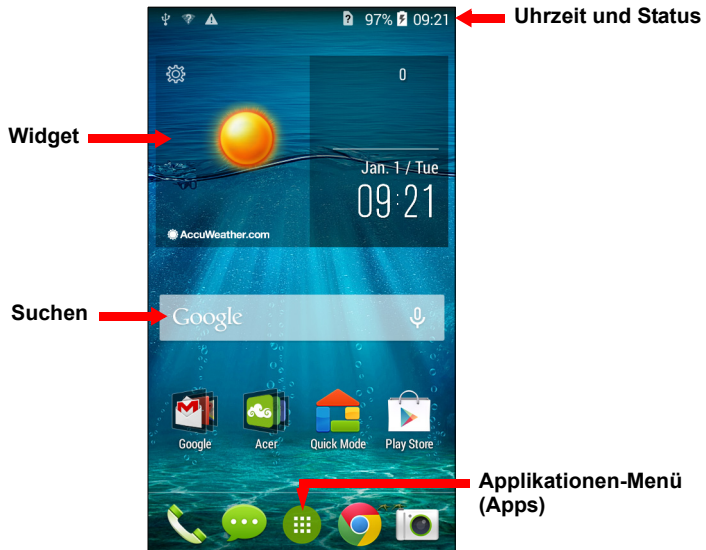 97% 09:21
Uhrzeit und Status
0
Widget
Jan. 1 / Tue
09:21
AccuWeather.com
Suchen
Google
Google Acer Quick Mode Play Store
Applikationen-Menü
(Apps)